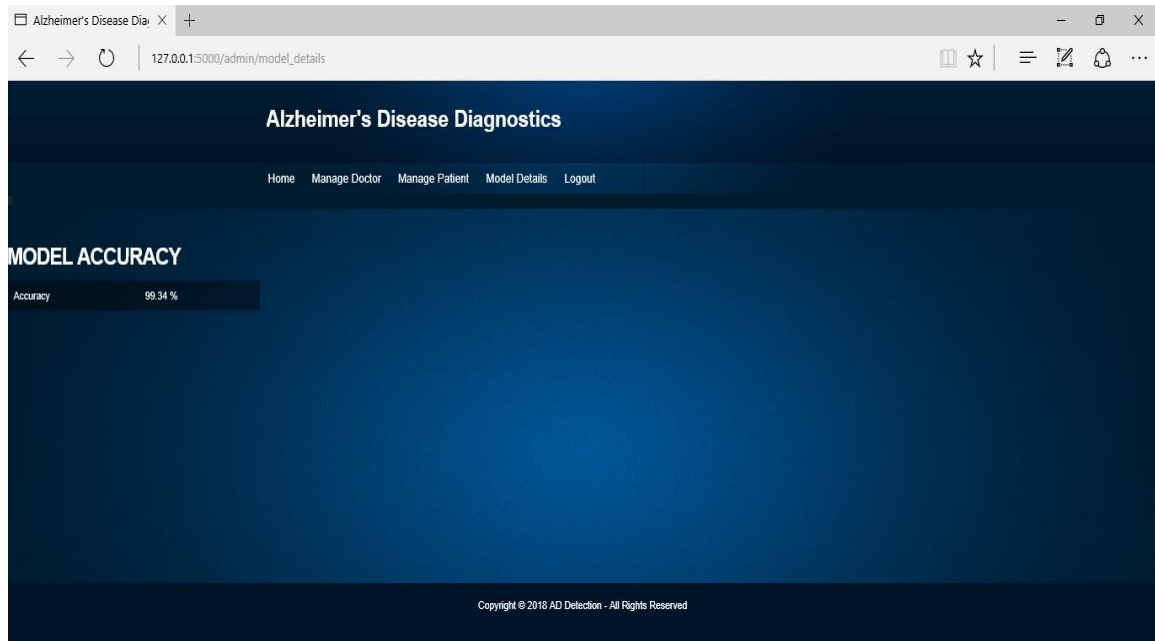 Alzheimer's Disease Dia
127.0.0.1:5000/admin/model_details
Alzheimer's Disease Diagnostics
Home Manage Doctor Manage Patient Model Details Logout
MODEL ACCURACY
Accuracy 99.34 %
Copyright © 2018 AD Detection - All Rights Reserved